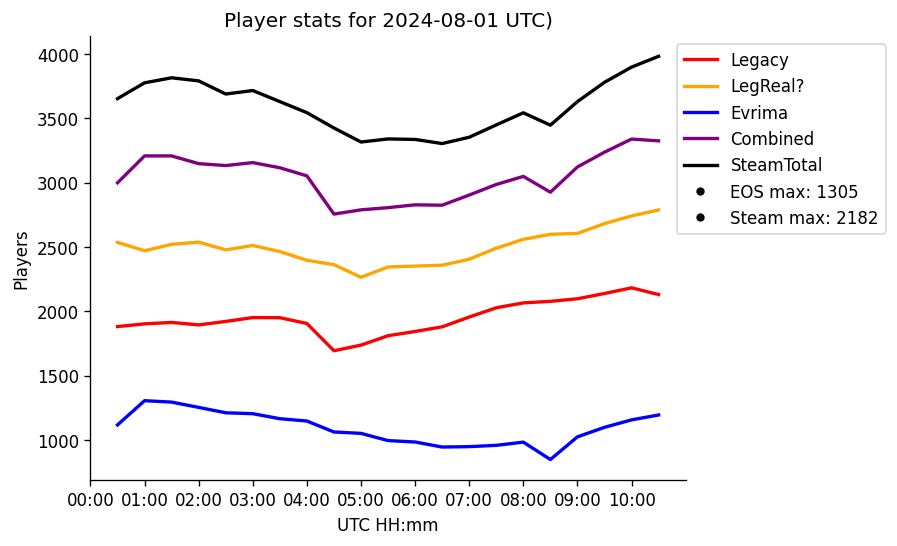 Player stats for 2024-08-01 UTC)
Players
4000
3500
3000
2500
2000
1500
1000
00:00 01:00 02:00 03:00 04:00 05:00 06:00 07:00 08:00 09:00 10:00
UTC HH:mm
Legacy
LegReal?
Evrima
Combined
SteamTotal
EOS max: 1305
Steam max: 2182